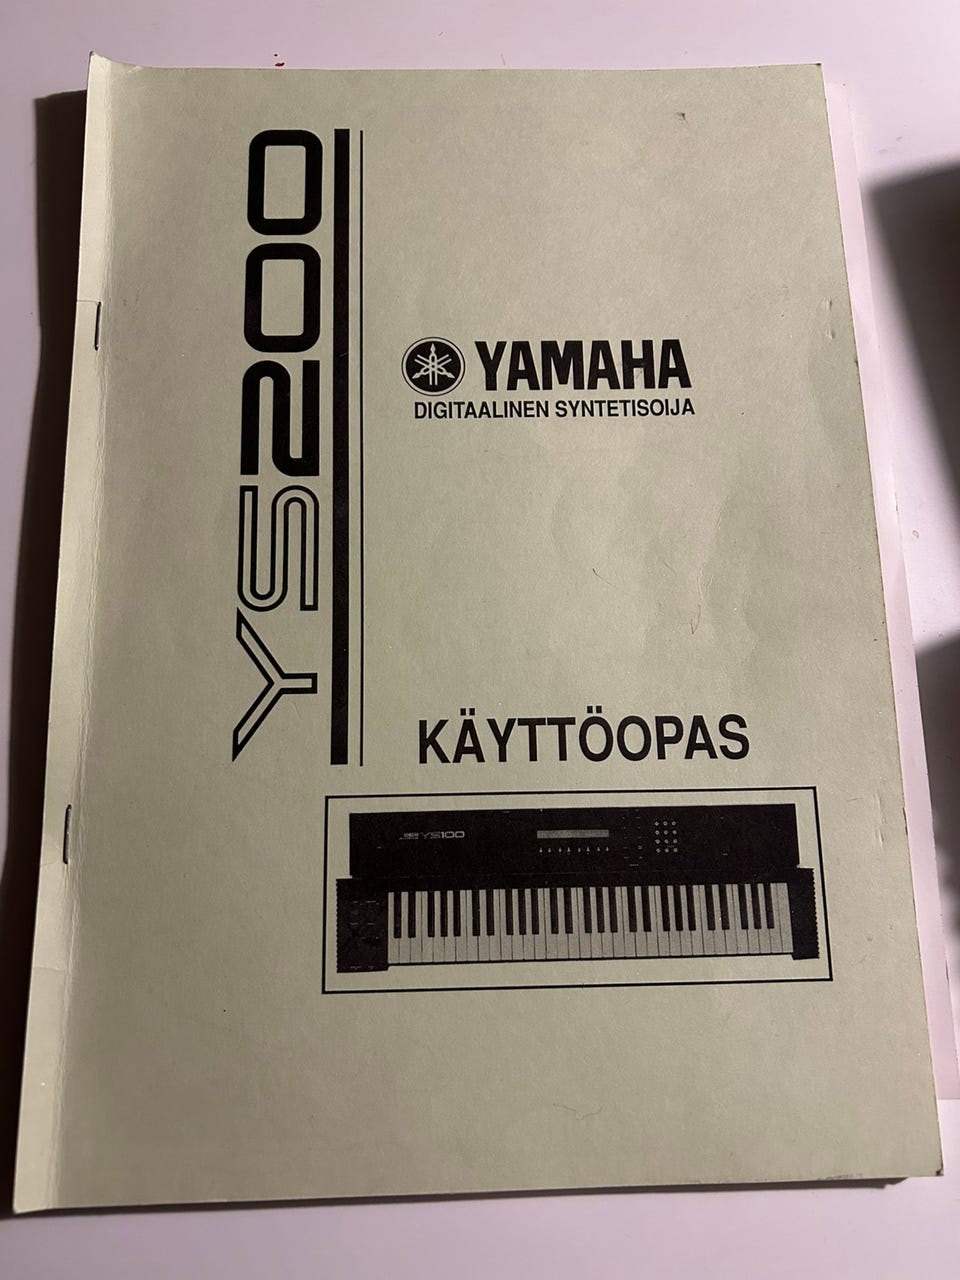 YS200
YAMAHA
DIGITAALINEN SYNTETISOIJA
KÄYTTÖOPAS
YS100